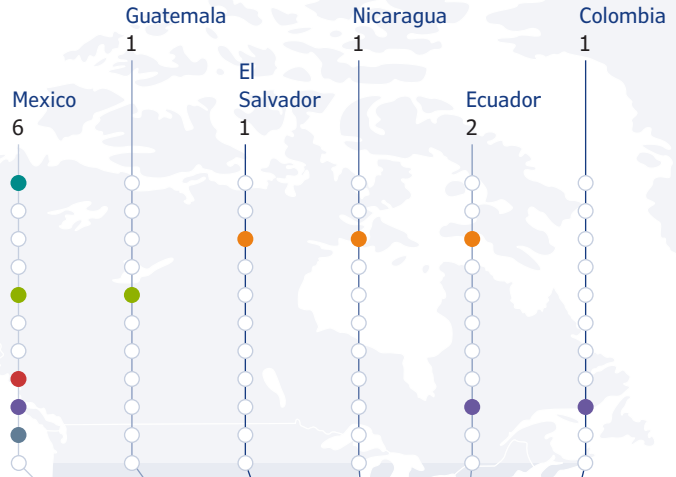 Guatemala
1
Nicaragua
1
Colombia
1
El
Salvador
1
Mexico
6
Ecuador
2